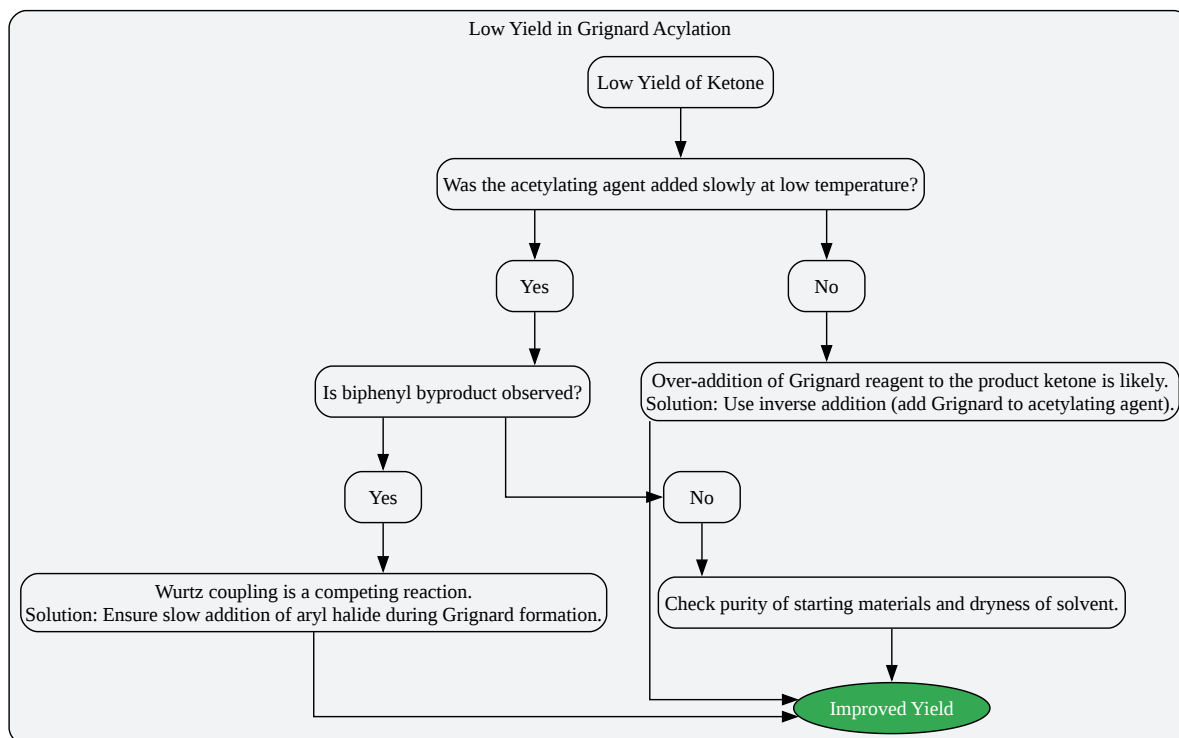 Low Yield in Grignard Acylation
Low Yield of Ketone
Was the acetylating agent added slowly at low temperature?
Yes
No
Is biphenyl byproduct observed?
Over-addition of Grignard reagent to the product ketone is likely.
Solution: Use inverse addition (add Grignard to acetylating agent).
Yes
No
Wurtz coupling is a competing reaction.
Solution: Ensure slow addition of aryl halide during Grignard formation.
Check purity of starting materials and dryness of solvent.
Improved Yield